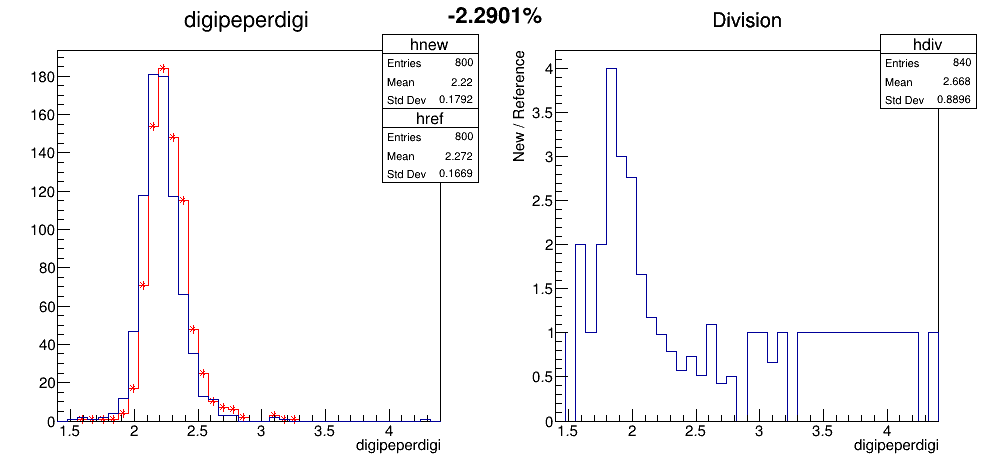 digipeperdigi
-2.2901%
Division
hnew
Entries 800
Mean 2.22
Std Dev 0.1792
href
Entries 800
Mean 2.272
Std Dev 0.1669
180
160
140
120
100
80
60
40
20
0
1.5 2 2.5 3 3.5 4
digipeperdigi
hdiv
Entries 840
Mean 2.668
Std Dev 0.8896
New / Reference
4
3.5
3
2.5
2
1.5
1
0.5
0
1.5 2 2.5 3 3.5 4
digipeperdigi